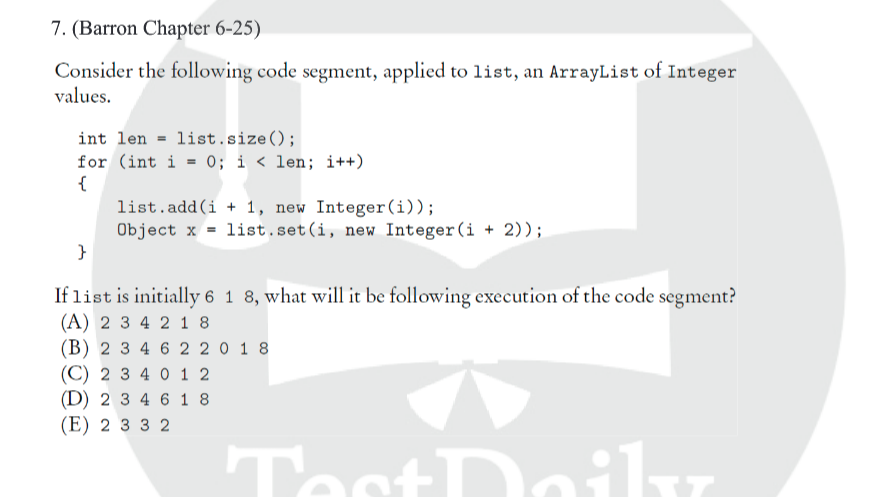 7. (Barron Chapter 6-25)
Consider the following code segment, applied to list, an ArrayList of Integer
values.
int len = list.size();
for (int i = 0; i < len; i++)
{
list.add(i + 1, new Integer(i));
Object x = list.set(i, new Integer(i + 2));
}
If list is initially 6 1 8, what will it be following execution of the code segment?
(A) 2 3 4 2 1 8
(B) 2 3 4 6 2 2 0 1 8
(C) 2 3 4 0 1 2
(D) 2 3 4 6 1 8
(E) 2 3 3 2
TestDaily